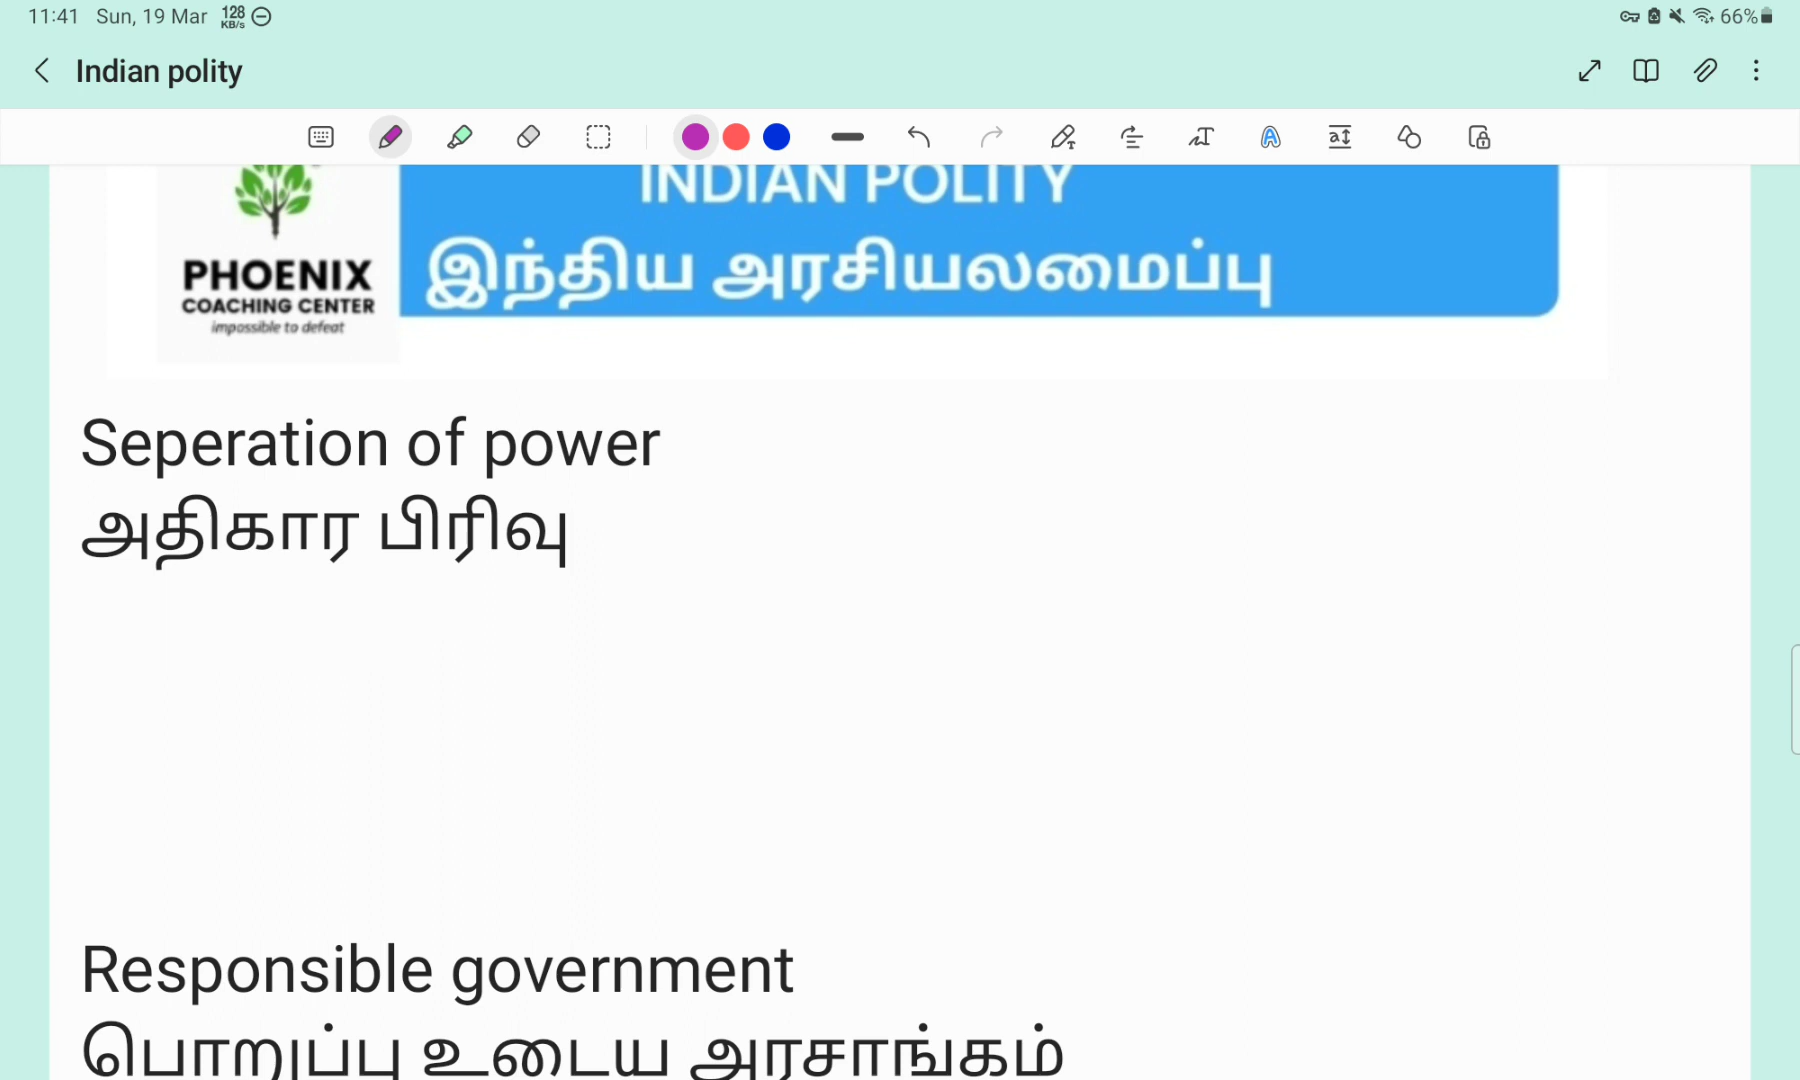 11:41 Sun, 19 Mar 128 KB/s 66%
Indian polity
INDIAN POLITY
இந்திய அரசியலமைப்பு
PHOENIX
COACHING CENTER
impossible to defeat
Seperation of power
அதிகார பிரிவு
Responsible government
பொறுப்பு உடைய அரசாங்கம்